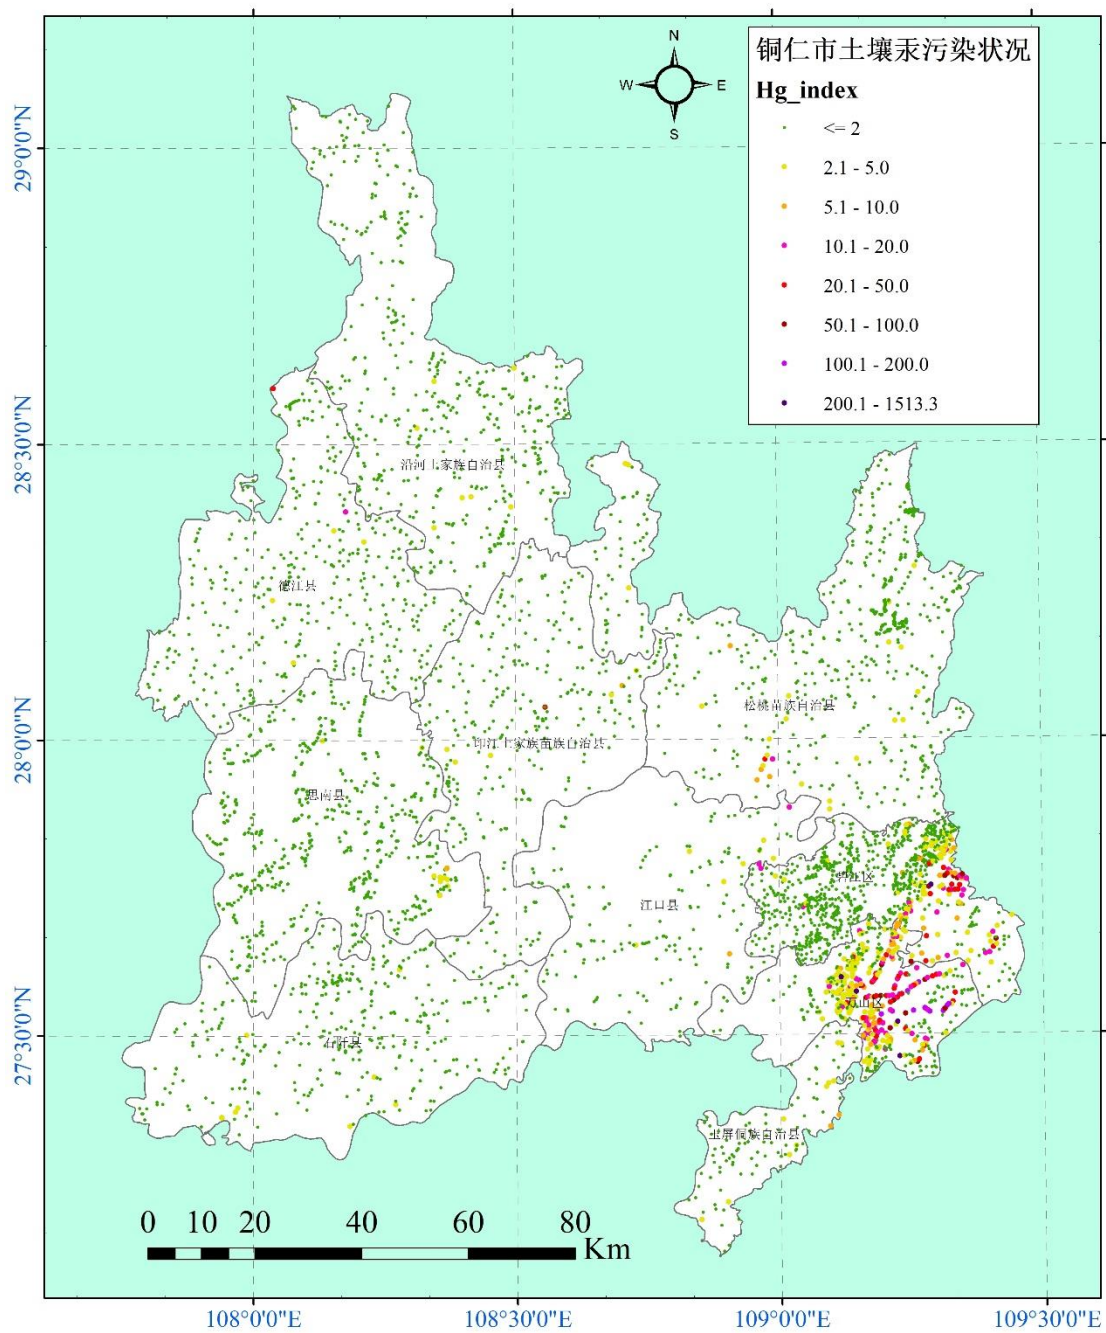 N
W E
S
铜仁市土壤汞污染状况
Hg_index
<= 2
2.1 - 5.0
5.1 - 10.0
10.1 - 20.0
20.1 - 50.0
50.1 - 100.0
100.1 - 200.0
200.1 - 1513.3
29°0'0"N
28°30'0"N
28°0'0"N
27°30'0"N
沿河土家族自治县
德江县
松桃苗族自治县
印江土家族苗族自治县
思南县
碧江区
江口县
万山区
石阡县
玉屏侗族自治县
0 10 20 40 60 80
Km
108°0'0"E 108°30'0"E 109°0'0"E 109°30'0"E